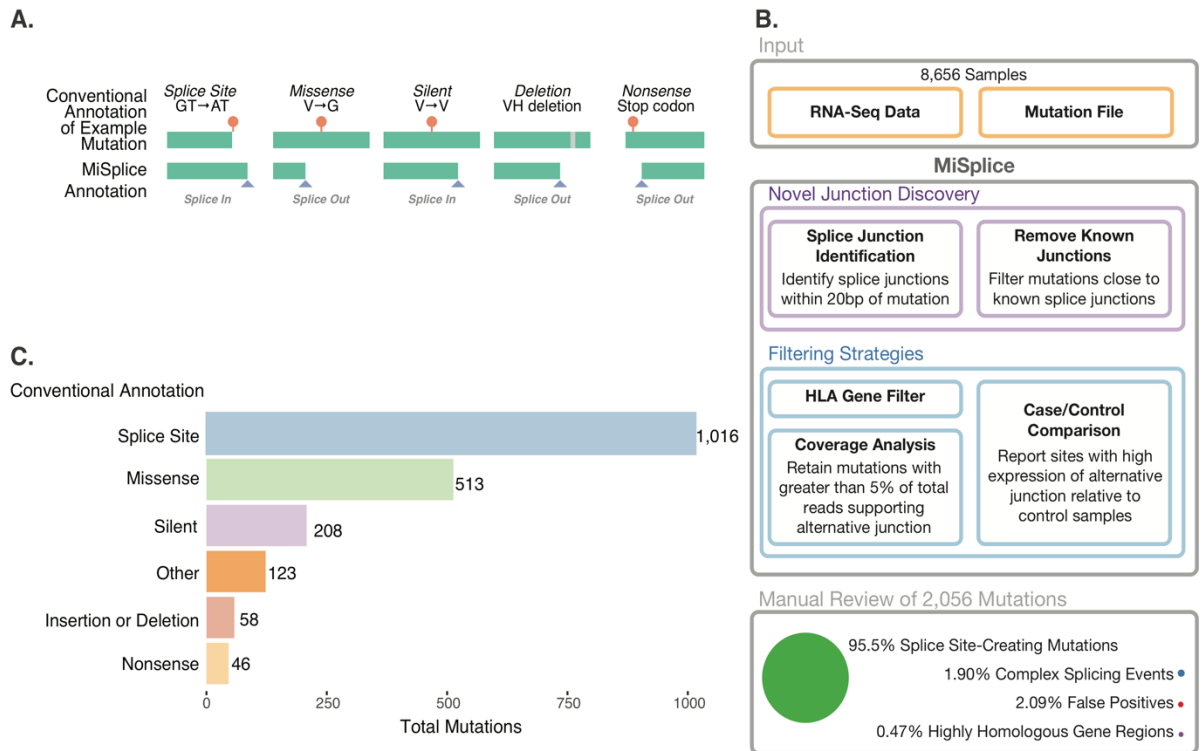 A.
Conventional
Annotation
of Example
Mutation
Splice Site
GT→AT
Missense
V→G
Silent
V→V
Deletion
VH deletion
Nonsense
Stop codon
MiSplice
Annotation
Splice In
Splice Out
Splice In
Splice Out
Splice Out
B.
Input
8,656 Samples
RNA-Seq Data
Mutation File
MiSplice
Novel Junction Discovery
Splice Junction
Identification
Identify splice junctions
within 20bp of mutation
Remove Known
Junctions
Filter mutations close to
known splice junctions
Filtering Strategies
HLA Gene Filter
Coverage Analysis
Retain mutations with
greater than 5% of total
reads supporting
alternative junction
Case/Control
Comparison
Report sites with high
expression of alternative
junction relative to
control samples
Manual Review of 2,056 Mutations
95.5% Splice Site-Creating Mutations
1.90% Complex Splicing Events
2.09% False Positives
0.47% Highly Homologous Gene Regions
C.
Conventional Annotation
Splice Site
1,016
Missense
513
Silent
208
Other
123
Insertion or Deletion
58
Nonsense
46
0
250
500
750
1000
Total Mutations